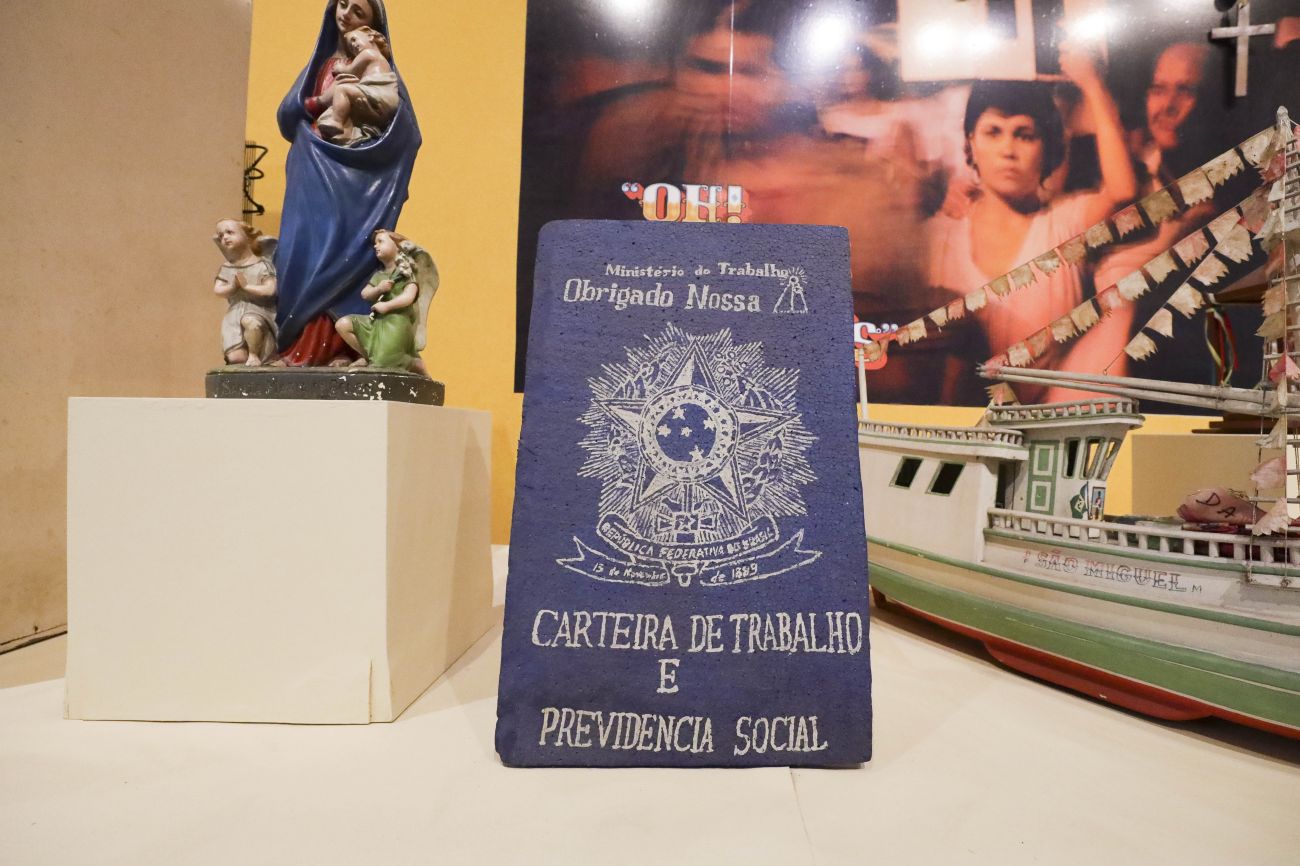 "OH!
Ministério do Trabalho
Obrigado Nossa
REPÚBLICA FEDERATIVA DO BRASIL
15 de Novembro de 1889
CARTEIRA DE TRABALHO
E
PREVIDENCIA SOCIAL
SÃO MIGUEL M
DA